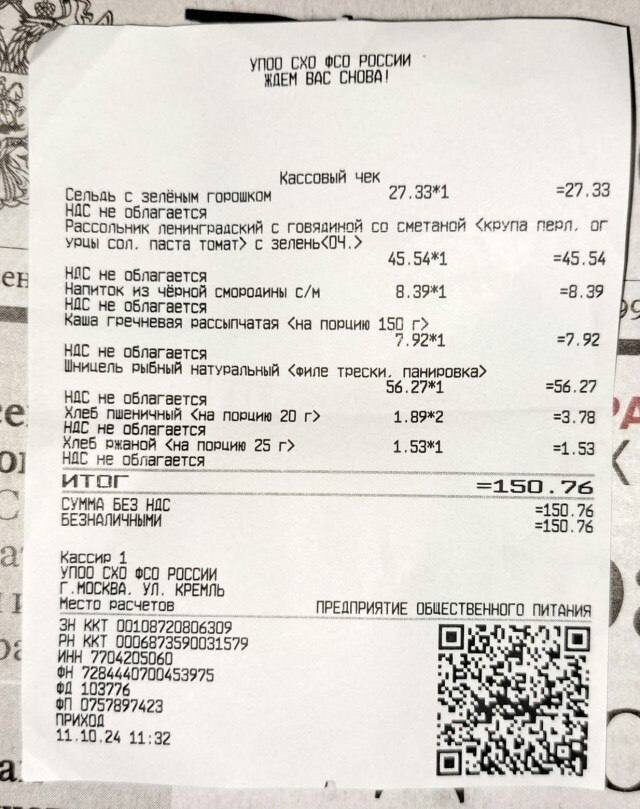 УПОО СХО ФСО РОССИИ
ЖДЕМ ВАС СНОВА!
Кассовый чек
Сельдь с зелёным горошком 27.33*1 =27.33
НДС не облагается
Рассольник ленинградский с говядиной со сметаной <крупа перл. ог
урцы сол. паста томат> с зелень<ОЧ.>
45.54*1 =45.54
НДС не облагается
Напиток из чёрной смородины с/м 8.39*1 =8.39
НДС не облагается
Каша гречневая рассыпчатая <на порцию 150 г>
7.92*1 =7.92
НДС не облагается
Шницель рыбный натуральный <филе трески. панировка>
56.27*1 =56.27
НДС не облагается
Хлеб пшеничный <на порцию 20 г> 1.89*2 =3.78
НДС не облагается
Хлеб ржаной <на порцию 25 г> 1.53*1 =1.53
НДС не облагается
ИТОГ =150.76
СУММА БЕЗ НДС =150.76
БЕЗНАЛИЧНЫМИ =150.76
Кассир 1
УПОО СХО ФСО РОССИИ
Г.МОСКВА. УЛ. КРЕМЛЬ
Место расчетов ПРЕДПРИЯТИЕ ОБЩЕСТВЕННОГО ПИТАНИЯ
ЗН ККТ 00108720806309
РН ККТ 0006873590031579
ИНН 7704205060
ФН 7284440700453975
ФД 103776
ФП 0757897423
ПРИХОД
11.10.24 11:32